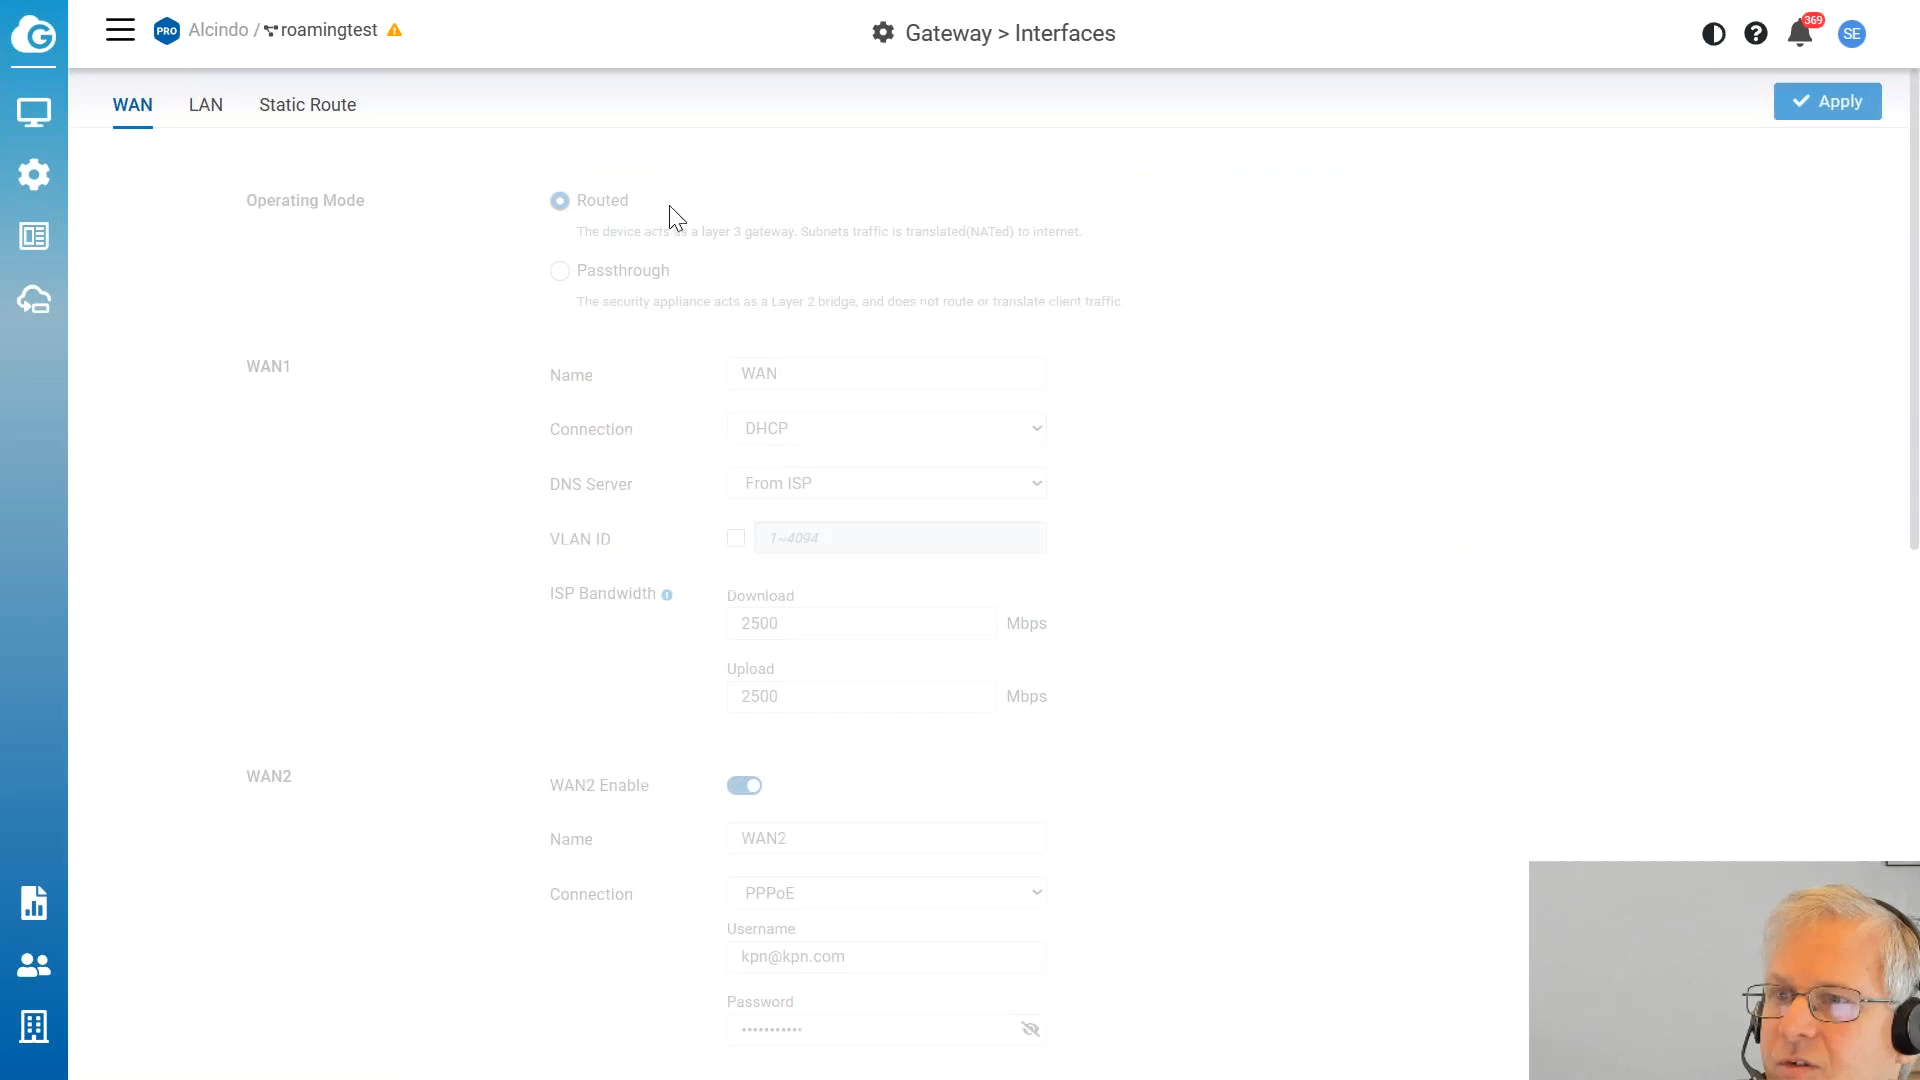 PRO Alcindo / roamingtest
Gateway > Interfaces
369
SE
WAN LAN Static Route
Apply
Operating Mode
Routed
The device acts as a layer 3 gateway. Subnets traffic is translated(NATed) to internet.
Passthrough
The security appliance acts as a Layer 2 bridge, and does not route or translate client traffic.
WAN1
Name WAN
Connection DHCP
DNS Server From ISP
VLAN ID 1~4094
ISP Bandwidth
Download
2500 Mbps
Upload
2500 Mbps
WAN2
WAN2 Enable
Name WAN2
Connection PPPoE
Username
kpn@kpn.com
Password
•••••••••••